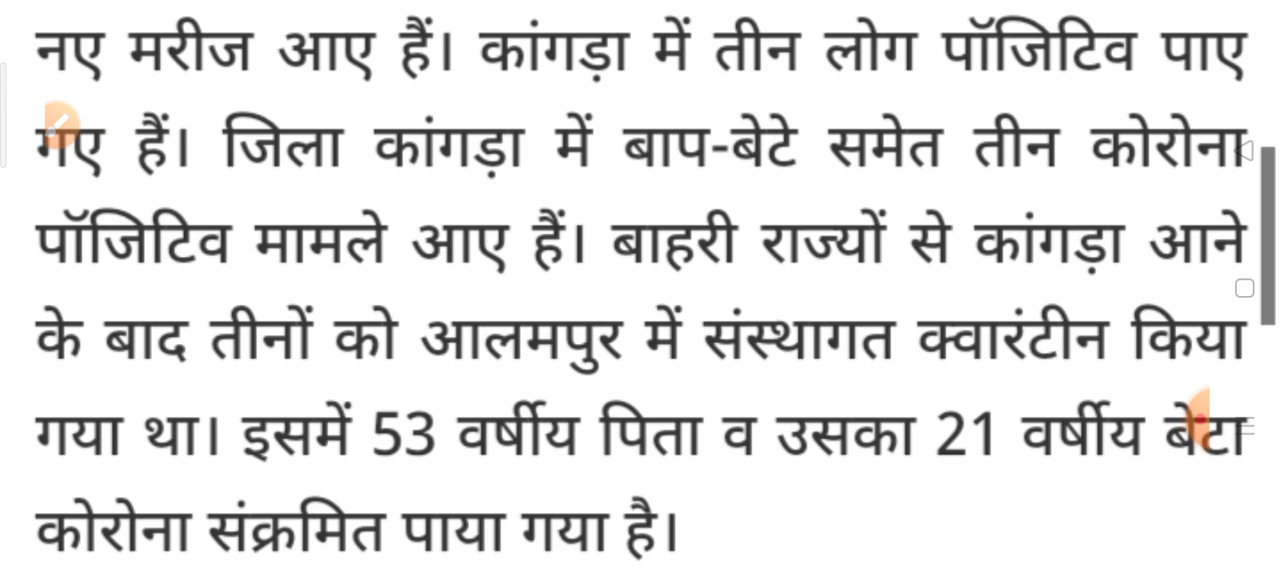 नए मरीज आए हैं। कांगड़ा में तीन लोग पॉजिटिव पाए
गए हैं। जिला कांगड़ा में बाप-बेटे समेत तीन कोरोना
पॉजिटिव मामले आए हैं। बाहरी राज्यों से कांगड़ा आने
के बाद तीनों को आलमपुर में संस्थागत क्वारंटीन किया
गया था। इसमें 53 वर्षीय पिता व उसका 21 वर्षीय बेटा
कोरोना संक्रमित पाया गया है।